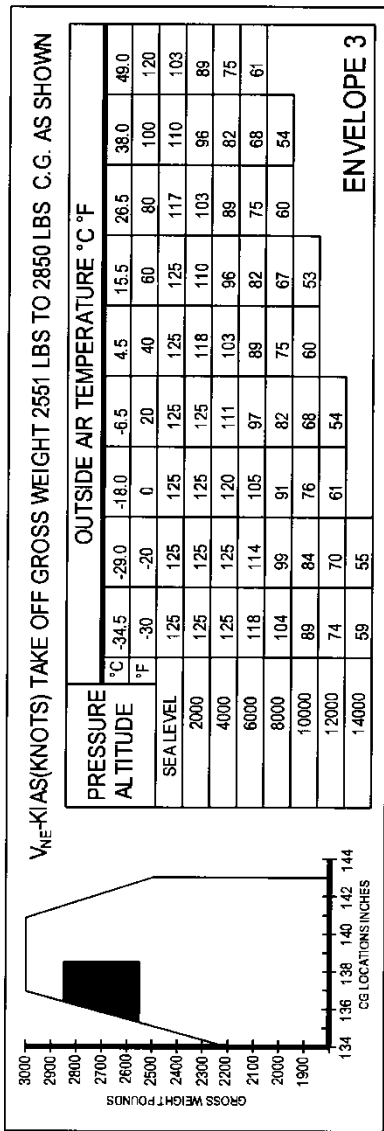 V_NE-KIAS(KNOTS) TAKE OFF GROSS WEIGHT 2551 LBS TO 2850 LBS C.G. AS SHOWN
GROSS WEIGHT POUNDS
3000
2900
2800
2700
2600
2500
2400
2300
2200
2100
2000
1900
134 136 138 140 142 144
CG LOCATIONS INCHES
PRESSURE ALTITUDE OUTSIDE AIR TEMPERATURE °C °F
°C -34.5 -29.0 -18.0 -6.5 4.5 15.5 26.5 38.0 49.0
°F -30 -20 0 20 40 60 80 100 120
SEA LEVEL 125 125 125 125 125 125 117 110 103
2000 125 125 125 125 118 110 103 96 89
4000 125 125 120 111 103 96 89 82 75
6000 118 114 105 97 89 82 75 68 61
8000 104 99 91 82 75 67 60 54
10000 89 84 76 68 60 53
12000 74 70 61 54
14000 59 55
ENVELOPE 3